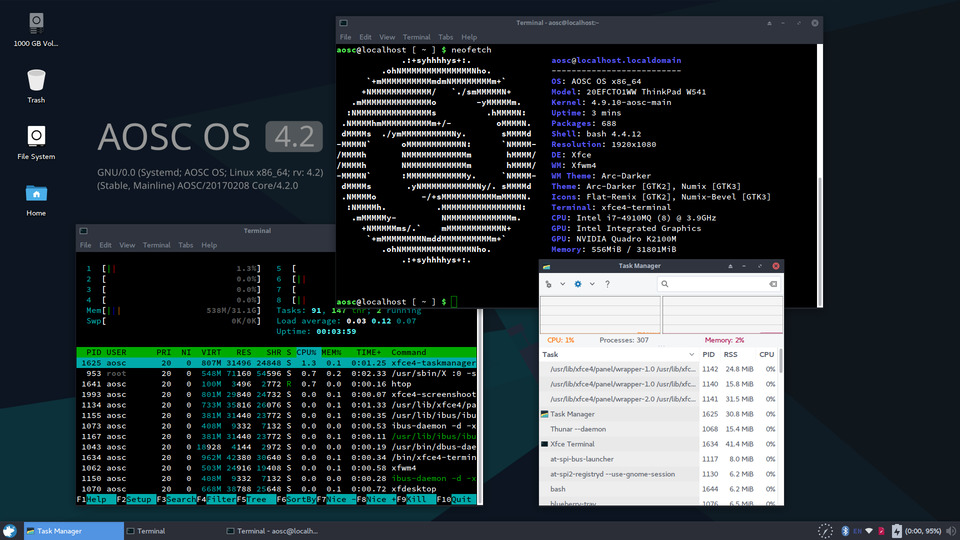 1000 GB Vol...
Trash
File System
Home
AOSC OS 4.2
GNU/0.0 (Systemd; AOSC OS; Linux x86_64; rv: 4.2)
(Stable, Mainline) AOSC/20170208 Core/4.2.0
Terminal - aosc@localhost:~
File Edit View Terminal Tabs Help
aosc@localhost [ ~ ] $ neofetch
aosc@localhost.localdomain
--------------------------
OS: AOSC OS x86_64
Model: 20EFCTO1WW ThinkPad W541
Kernel: 4.9.10-aosc-main
Uptime: 3 mins
Packages: 688
Shell: bash 4.4.12
Resolution: 1920x1080
DE: Xfce
WM: Xfwm4
WM Theme: Arc-Darker
Theme: Arc-Darker [GTK2], Numix [GTK3]
Icons: Flat-Remix [GTK2], Numix-Bevel [GTK3]
Terminal: xfce4-terminal
CPU: Intel i7-4910MQ (8) @ 3.9GHz
GPU: Intel Integrated Graphics
GPU: NVIDIA Quadro K2100M
Memory: 556MiB / 31801MiB
aosc@localhost [ ~ ] $
Terminal
File Edit View Terminal Tabs Help
1 [|| 1.3%] 5 [
2 [ 0.0%] 6 [||
3 [ 0.0%] 7 [
4 [ 0.0%] 8 [||
Mem[||| 538M/31.1G] Tasks: 91, 147 thr; 2 running
Swp[ 0K/0K] Load average: 0.03 0.12 0.07
Uptime: 00:03:59
PID USER PRI NI VIRT RES SHR S CPU% MEM% TIME+ Command
1625 aosc 20 0 807M 31496 24848 S 1.3 0.1 0:01.25 xfce4-taskmanager
953 root 20 0 548M 71160 54596 S 0.7 0.2 0:02.33 /usr/sbin/X :0 -s
1641 aosc 20 0 100M 3496 2772 R 0.7 0.0 0:00.16 htop
1993 aosc 20 0 801M 29840 24732 S 0.0 0.1 0:00.07 xfce4-screenshoot
1134 aosc 20 0 733M 35816 26076 S 0.0 0.1 0:01.33 /usr/lib/xfce4/pa
1155 aosc 20 0 381M 31440 23772 S 0.0 0.1 0:00.35 /usr/lib/ibus/ibu
1073 aosc 20 0 408M 9332 7132 S 0.0 0.0 0:00.53 ibus-daemon -d -x
1167 aosc 20 0 381M 31440 23772 S 0.0 0.1 0:00.11 /usr/lib/ibus/ibu
1043 aosc 20 0 18928 4144 2972 S 0.0 0.0 0:00.19 /usr/bin/dbus-dae
1634 aosc 20 0 662M 42380 30896 S 0.0 0.1 0:00.34 /bin/xfce4-termin
1062 aosc 20 0 503M 24916 19408 S 0.0 0.1 0:00.58 xfwm4
1150 aosc 20 0 408M 9332 7132 S 0.0 0.0 0:00.28 ibus-daemon -d -x
1070 aosc 20 0 668M 38788 25648 S 0.0 0.1 0:00.72 xfdesktop
F1Help F2Setup F3Search F4Filter F5Tree F6SortBy F7Nice - F8Nice + F9Kill F10Quit
Task Manager
CPU: 1% Processes: 307 Memory: 2%
Task PID RSS CPU
/usr/lib/xfce4/panel/wrapper-1.0 /usr/lib/xfc... 1142 24.8 MiB 0%
/usr/lib/xfce4/panel/wrapper-1.0 /usr/lib/xfc... 1140 15.8 MiB 0%
/usr/lib/xfce4/panel/wrapper-2.0 /usr/lib/xfc... 1141 31.5 MiB 0%
Task Manager 1625 30.8 MiB 0%
Thunar --daemon 1068 15.4 MiB 0%
Xfce Terminal 1634 41.4 MiB 0%
at-spi-bus-launcher 1117 8.0 MiB 0%
at-spi2-registryd --use-gnome-session 1130 6.2 MiB 0%
bash 1644 6.2 MiB 0%
blueberry-tray 1076 6.5 MiB 0%
Task Manager
Terminal
Terminal - aosc@localh...
EN
(0:00, 95%)